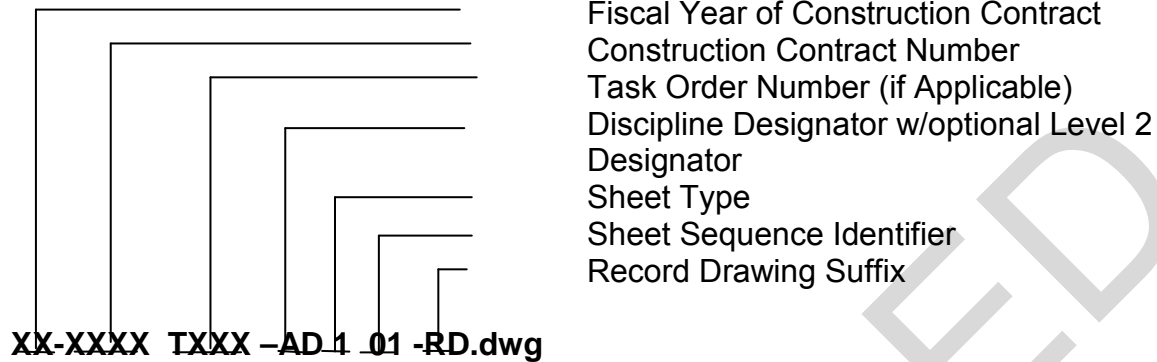 Fiscal Year of Construction Contract
Construction Contract Number
Task Order Number (if Applicable)
Discipline Designator w/optional Level 2
Designator
Sheet Type
Sheet Sequence Identifier
Record Drawing Suffix
XX-XXXX TXXX –AD 1 01 -RD.dwg
ED